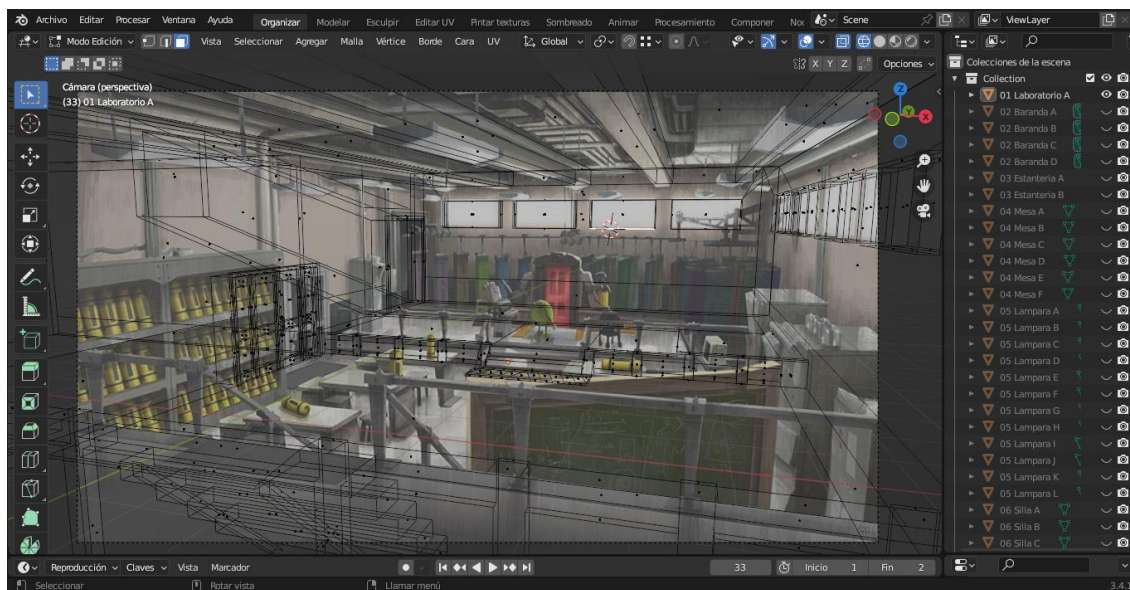 Archivo Editar Procesar Ventana Ayuda Organizar Modelar Esculpir Editar UV Pintar texturas Sombreado Animar Procesamiento Componer Scene ViewLayer
Modo Edición Vista Seleccionar Agregar Malla Vértice Borde Cara UV Global
X Y Z Opciones
Cámara (perspectiva)
(33) 01 Laboratorio A
Z
Y
X
Colecciones de la escena
Collection
01 Laboratorio A
02 Baranda A
02 Baranda B
02 Baranda C
02 Baranda D
03 Estanteria A
03 Estanteria B
04 Mesa A
04 Mesa B
04 Mesa C
04 Mesa D
04 Mesa E
04 Mesa F
05 Lampara A
05 Lampara B
05 Lampara C
05 Lampara D
05 Lampara E
05 Lampara F
05 Lampara G
05 Lampara H
05 Lampara I
05 Lampara J
05 Lampara K
05 Lampara L
06 Silla A
06 Silla B
06 Silla C
Reproducción Claves Vista Marcador 33 Inicio 1 Fin 2
Seleccionar Rotar vista Llamar menú